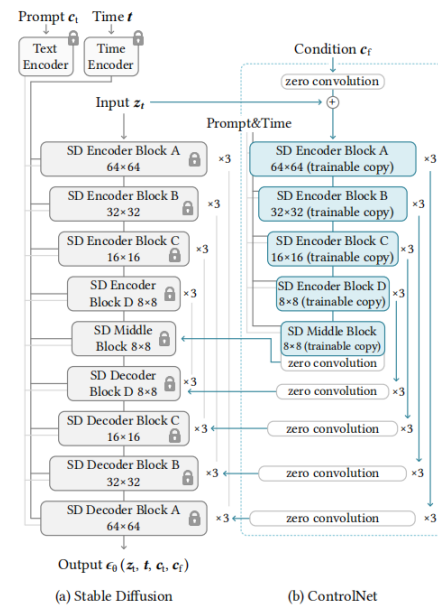 Prompt cₜ
Time t
Text
Encoder
Time
Encoder
Input zₜ
SD Encoder Block A
64×64
×3
SD Encoder Block B
32×32
×3
SD Encoder Block C
16×16
×3
SD Encoder
Block D 8×8
×3
SD Middle
Block 8×8
SD Decoder
Block D 8×8
×3
SD Decoder Block C
16×16
×3
SD Decoder Block B
32×32
×3
SD Decoder Block A
64×64
×3
Output ϵθ(zₜ, t, cₜ, c_f)
(a) Stable Diffusion
Condition c_f
zero convolution
+
Prompt&Time
SD Encoder Block A
64×64 (trainable copy)
×3
SD Encoder Block B
32×32 (trainable copy)
×3
SD Encoder Block C
16×16 (trainable copy)
×3
SD Encoder Block D
8×8 (trainable copy)
×3
SD Middle Block
8×8 (trainable copy)
zero convolution
zero convolution
×3
zero convolution
×3
zero convolution
×3
zero convolution
×3
(b) ControlNet